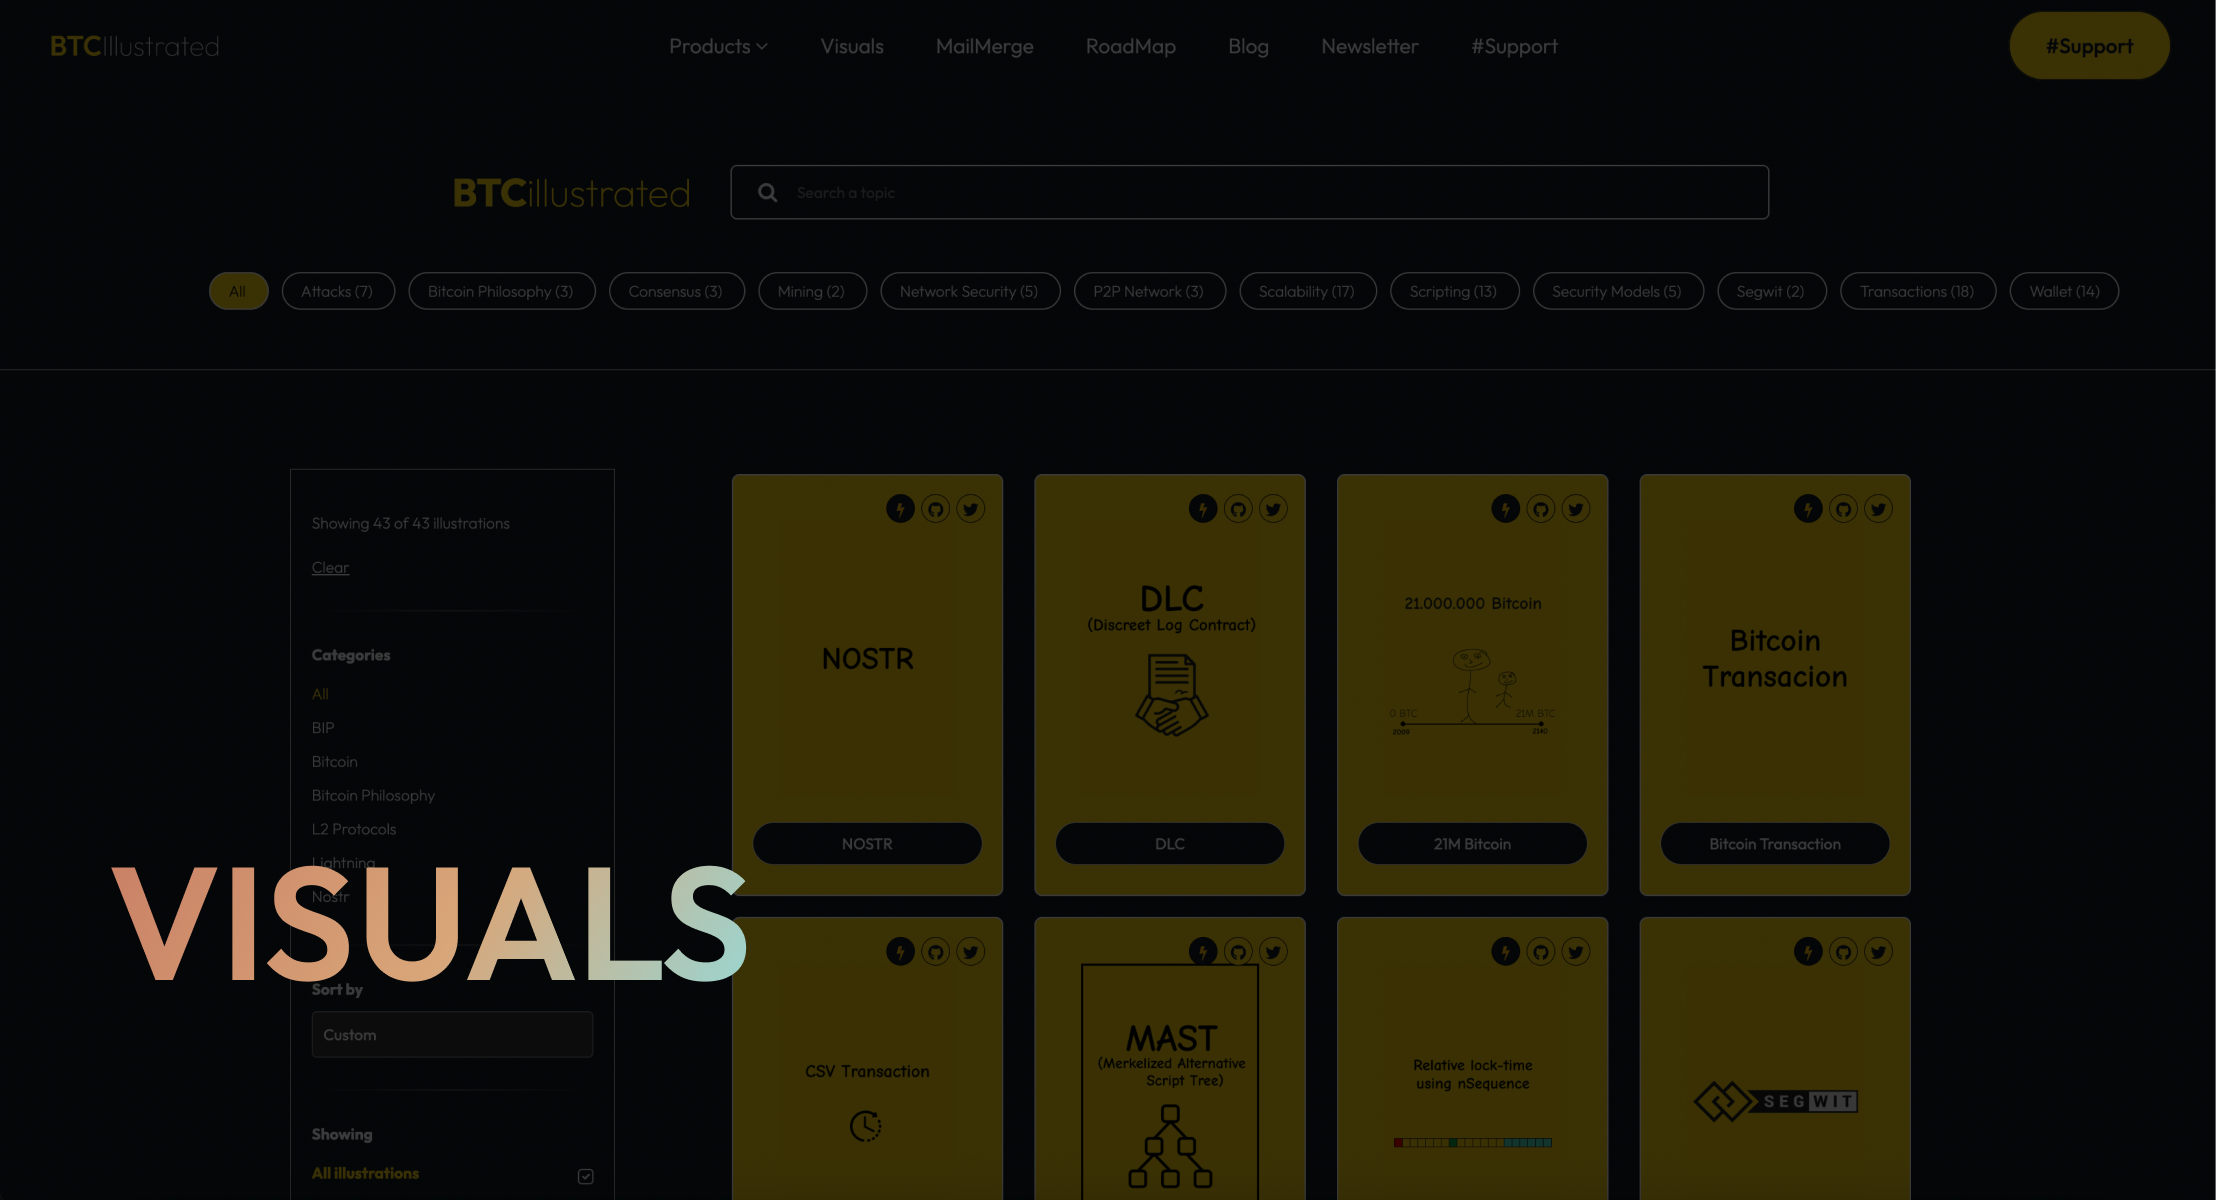 BTCIllustrated
Products
Visuals
MailMerge
RoadMap
Blog
Newsletter
#Support
#Support
BTCillustrated
Search a topic
All
Attacks (7)
Bitcoin Philosophy (3)
Consensus (3)
Mining (2)
Network Security (5)
P2P Network (3)
Scalability (17)
Scripting (13)
Security Models (5)
Segwit (2)
Transactions (18)
Wallet (14)
Showing 43 of 43 illustrations
Clear
Categories
All
BIP
Bitcoin
Bitcoin Philosophy
L2 Protocols
Lightning
Nostr
VISUALS
Sort by
Custom
Showing
All illustrations
NOSTR
NOSTR
DLC
(Discreet Log Contract)
DLC
21.000.000 Bitcoin
0 BTC
21M BTC
2009
2140
21M Bitcoin
Bitcoin
Transacion
Bitcoin Transaction
CSV Transaction
MAST
(Merkelized Alternative
Script Tree)
Relative lock-time
using nSequence
SEGWIT